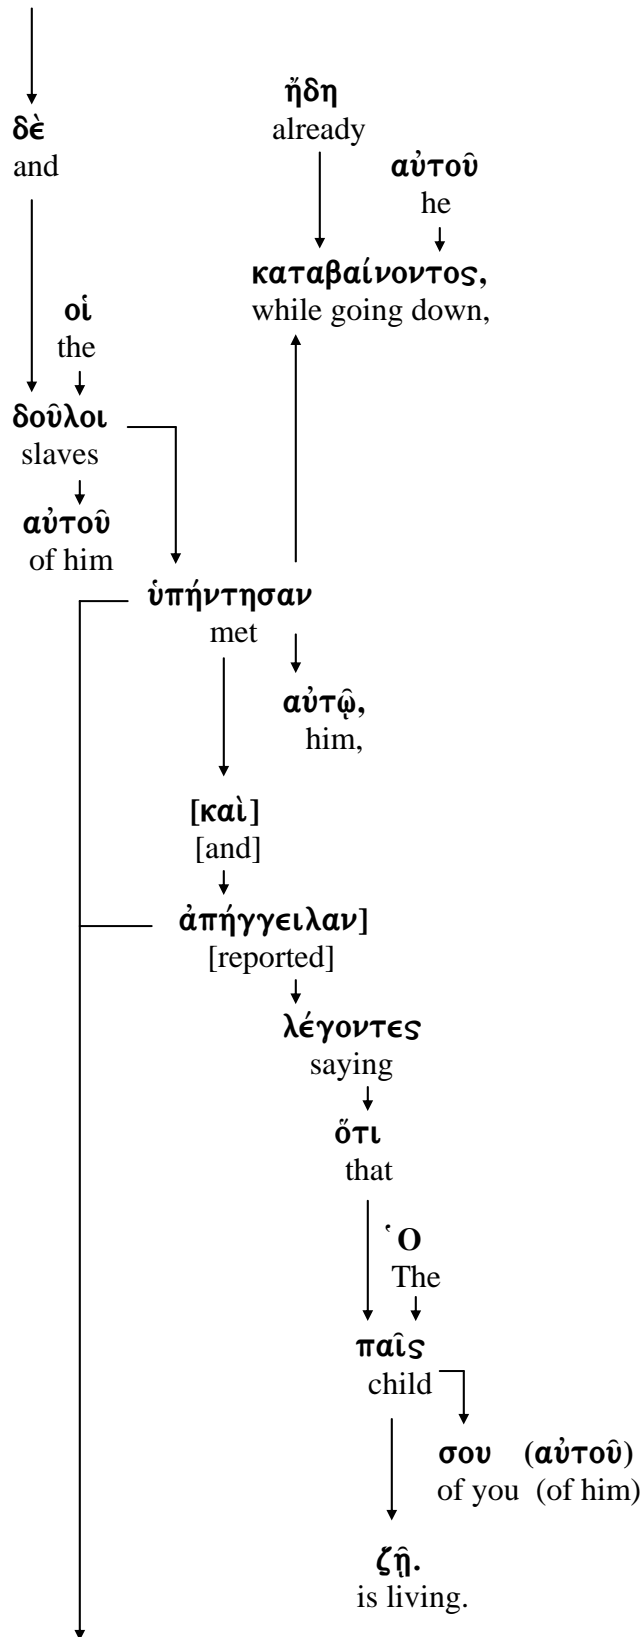 ἤδη
already
δὲ
and
αὐτοῦ
he
καταβαίνοντος,
while going down,
οἱ
the
δοῦλοι
slaves
αὐτοῦ
of him
ὑπήντησαν
met
αὐτῷ,
him,
[καὶ]
[and]
ἀπήγγειλαν]
[reported]
λέγοντες
saying
ὅτι
that
Ὁ
The
παῖς
child
σου (αὐτοῦ)
of you (of him)
ζῇ.
is living.